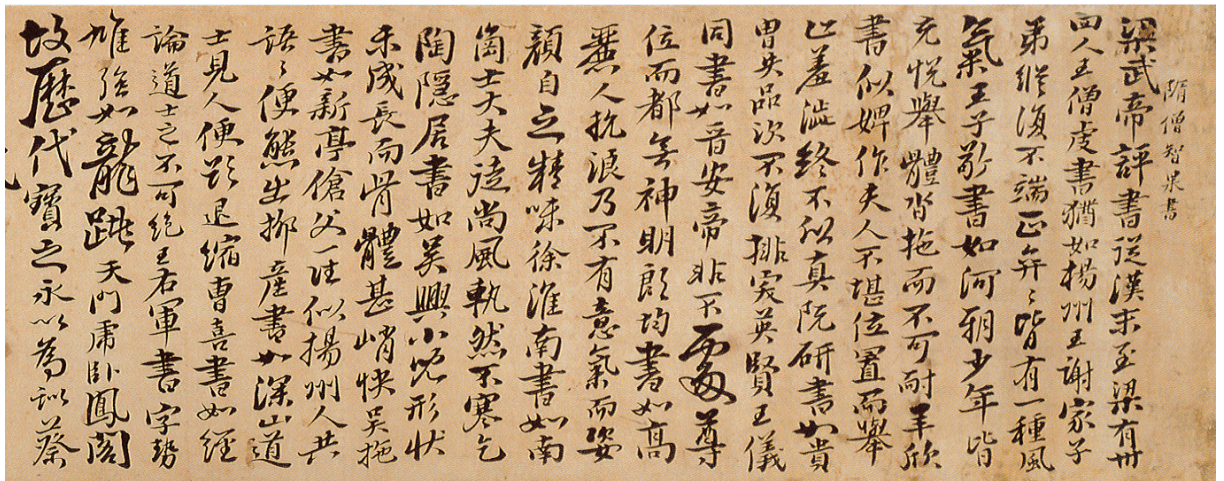 隋僧智果書
梁武帝評書從漢末至梁有卅
四人王僧虔書猶如楊州王謝家子
弟縱復不端正奕〻皆有一種風
氣王子敬書如河朔少年皆
充悅舉體沓拖而不可耐羊欣
書似婢作夫人不堪位置而舉
止羞澁終不似真阮研書如貴
冑失品次不復排突英賢王儀
同書如晉安帝非不處尊
位而都無神明郎均書如高
麗人抗浪乃不有意氣而姿
顏自乏精味徐淮南書如南
崗士大夫徒尚風軌然不寒乞
陶隱居書如吳興小兒形狀
未成長而骨體甚峭快吳拖
書如新亭傖父一往似揚州人共
語〻便態出柳產書如深山道
士見人便欲退縮曹喜書如經
論道士之不可絕王右軍書字勢
雄強如龍跳天門虎臥鳳閣
故歷代寶之永以為訓蔡